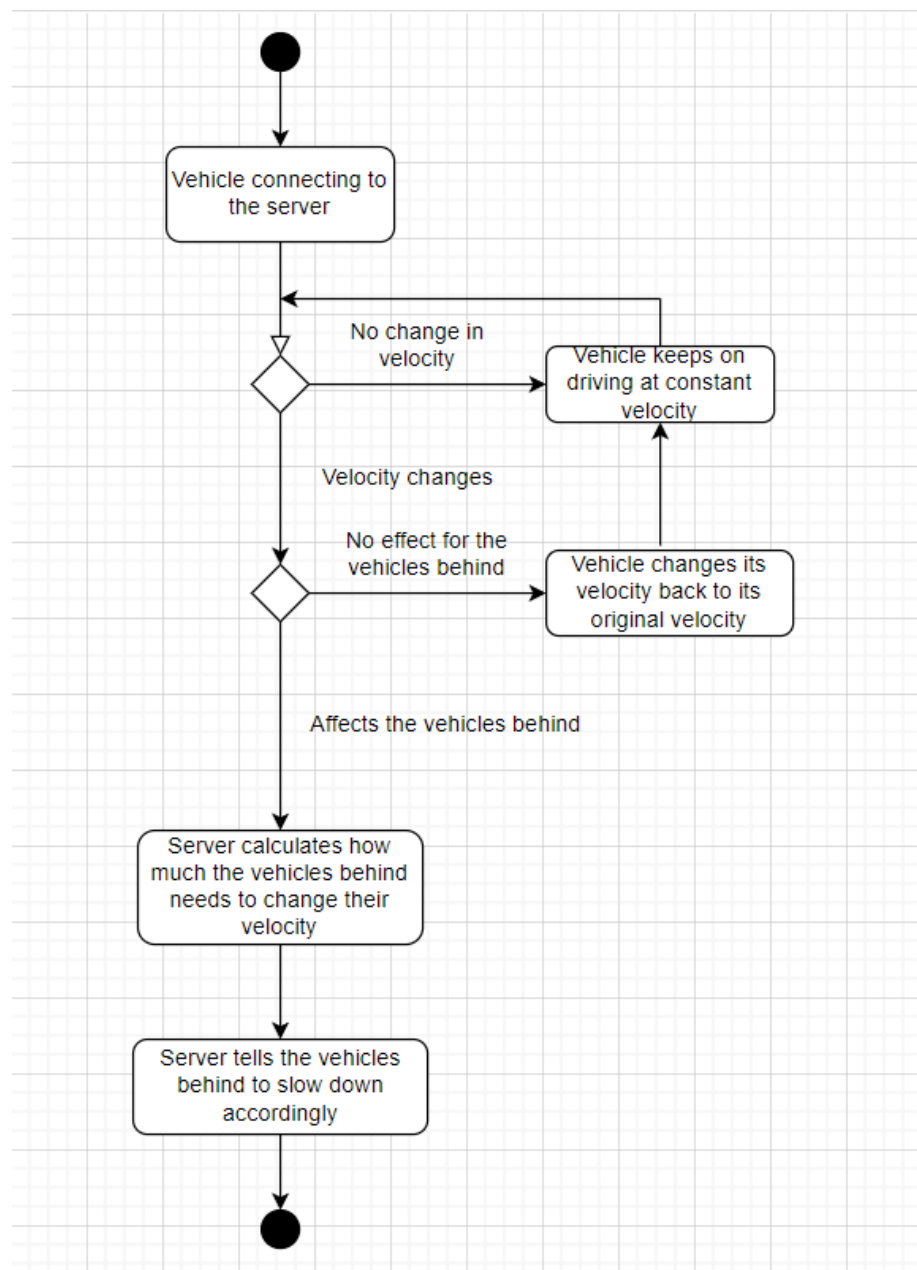 Vehicle connecting to
the server
No change in
velocity
Vehicle keeps on
driving at constant
velocity
Velocity changes
No effect for the
vehicles behind
Vehicle changes its
velocity back to its
original velocity
Affects the vehicles behind
Server calculates how
much the vehicles behind
needs to change their
velocity
Server tells the vehicles
behind to slow down
accordingly